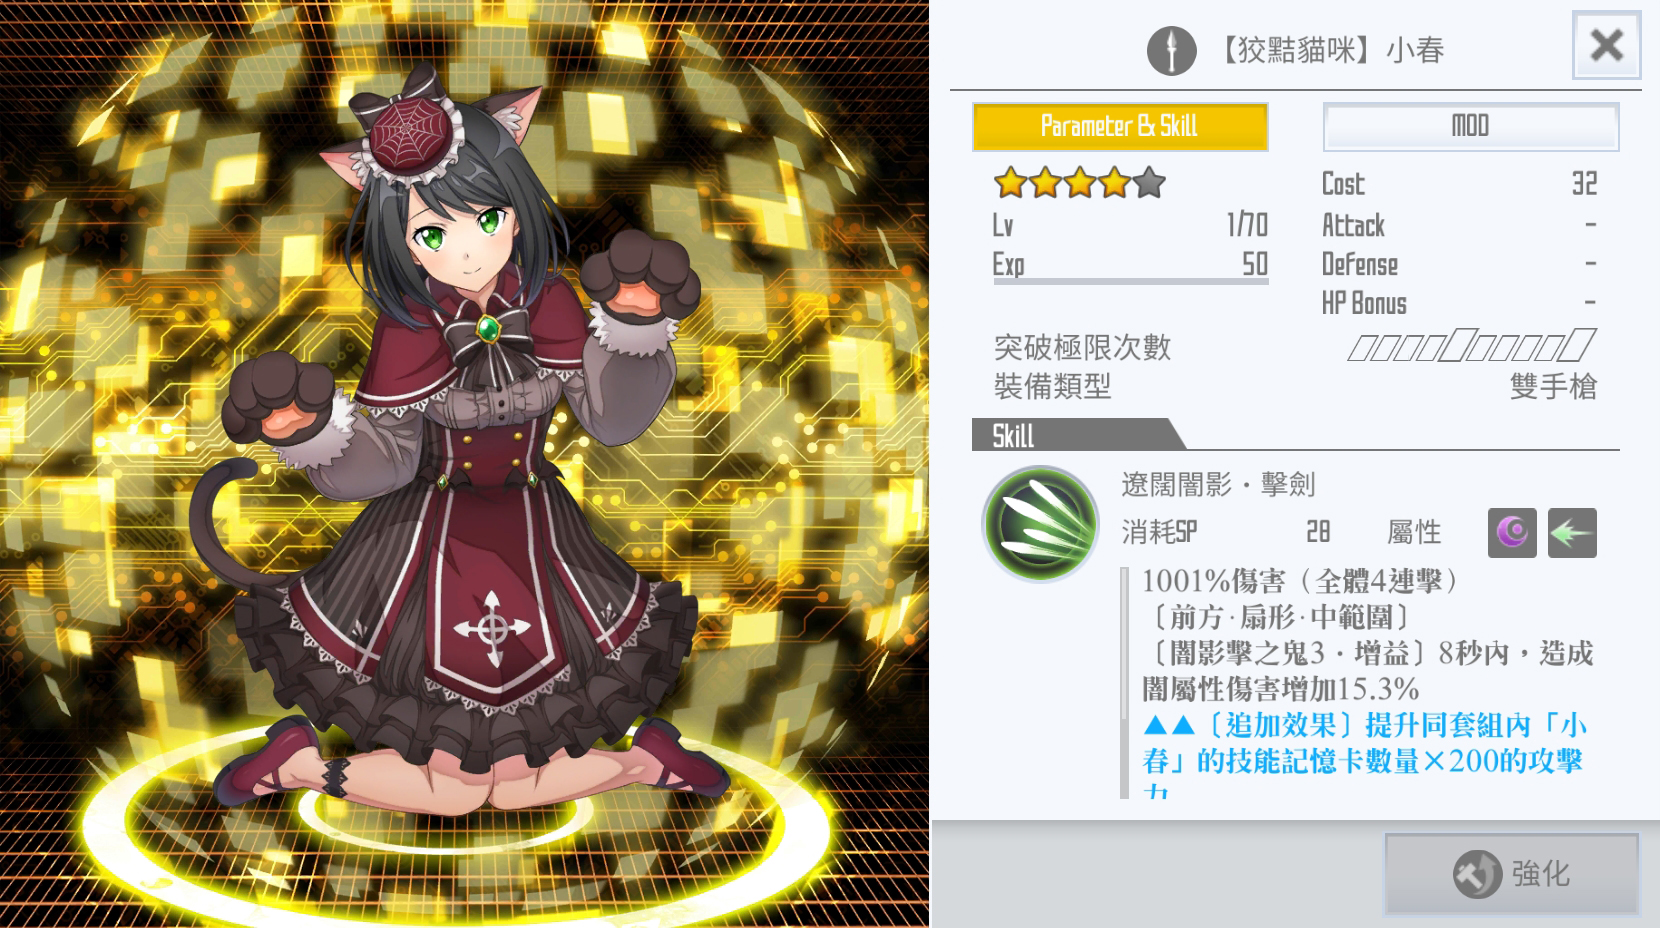 【狡黠貓咪】小春
Parameter & Skill
MOD
Lv 1/70
Exp 50
Cost 32
Attack -
Defense -
HP Bonus -
突破極限次數
裝備類型 雙手槍
Skill
遼闊闇影・擊劍
消耗SP 28 屬性
1001%傷害（全體4連擊）
〔前方·扇形·中範圍〕
〔闇影擊之鬼3・增益〕8秒內，造成
闇屬性傷害增加15.3%
▲▲〔追加效果〕提升同套組內「小
春」的技能記憶卡數量×200的攻擊
力
強化